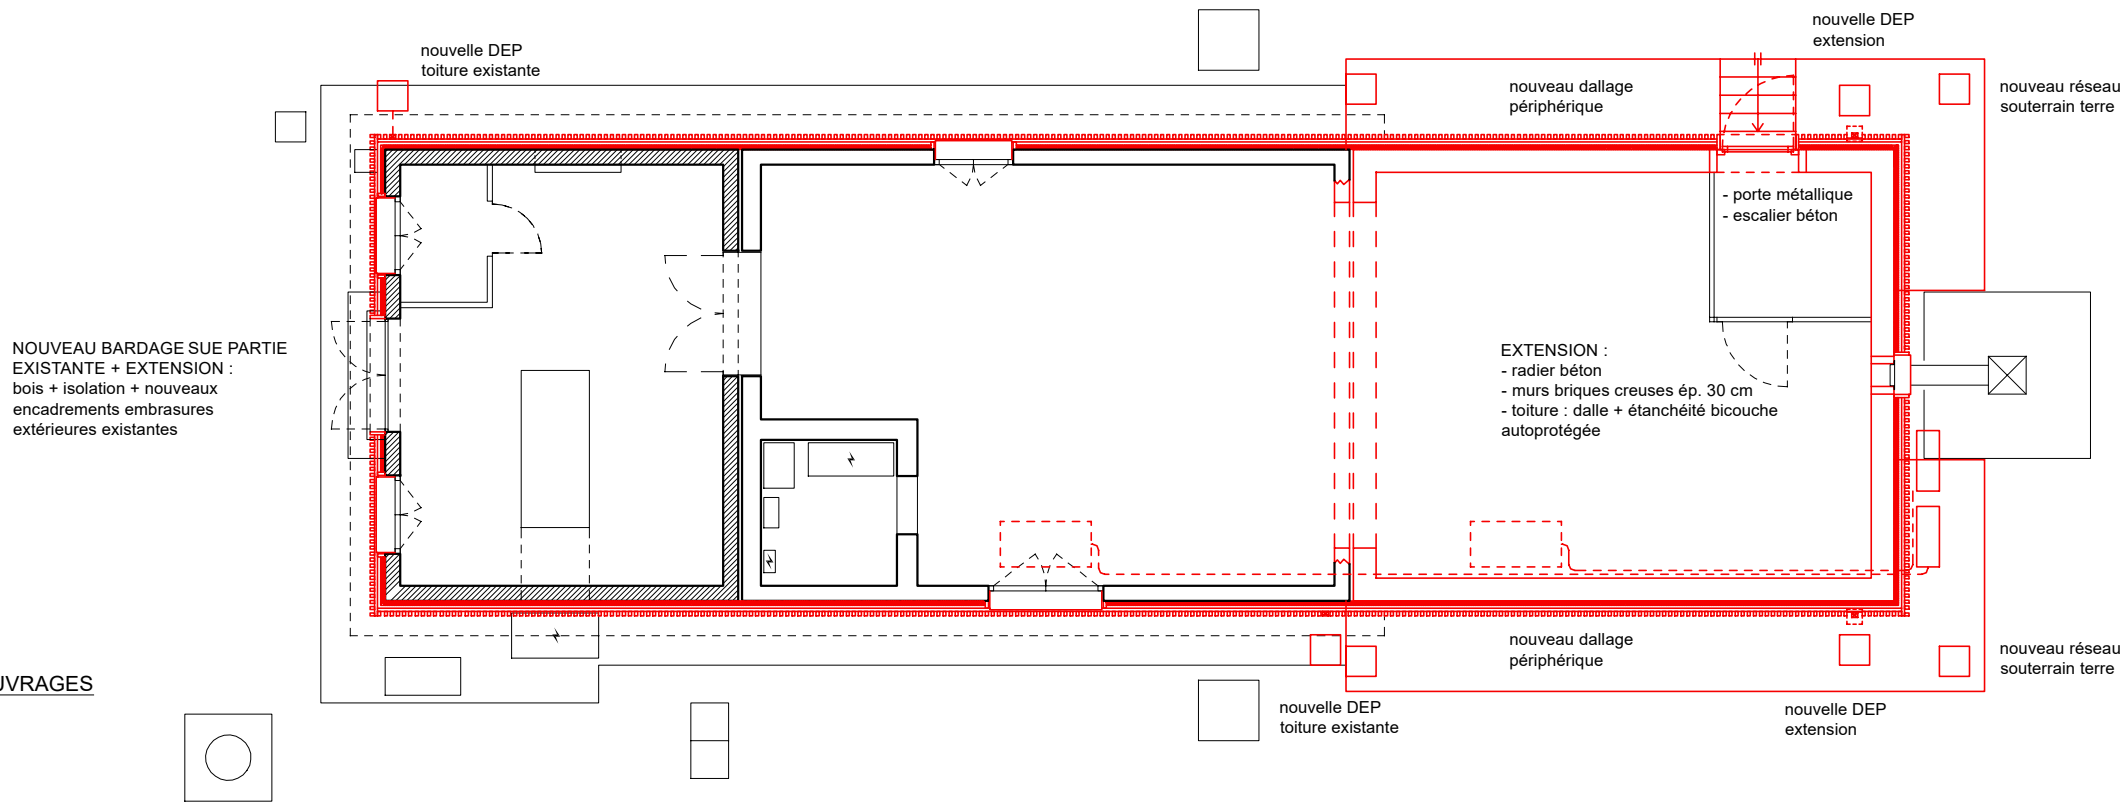 nouvelle DEP
extension
nouvelle DEP
toiture existante
nouveau dallage
périphérique
nouveau réseau
souterrain terre
- porte métallique
- escalier béton
NOUVEAU BARDAGE SUE PARTIE
EXISTANTE + EXTENSION :
bois + isolation + nouveaux
encadrements embrasures
extérieures existantes
EXTENSION :
- radier béton
- murs briques creuses ép. 30 cm
- toiture : dalle + étanchéité bicouche
autoprotégée
nouveau dallage
périphérique
nouveau réseau
souterrain terre
UVRAGES
nouvelle DEP
toiture existante
nouvelle DEP
extension